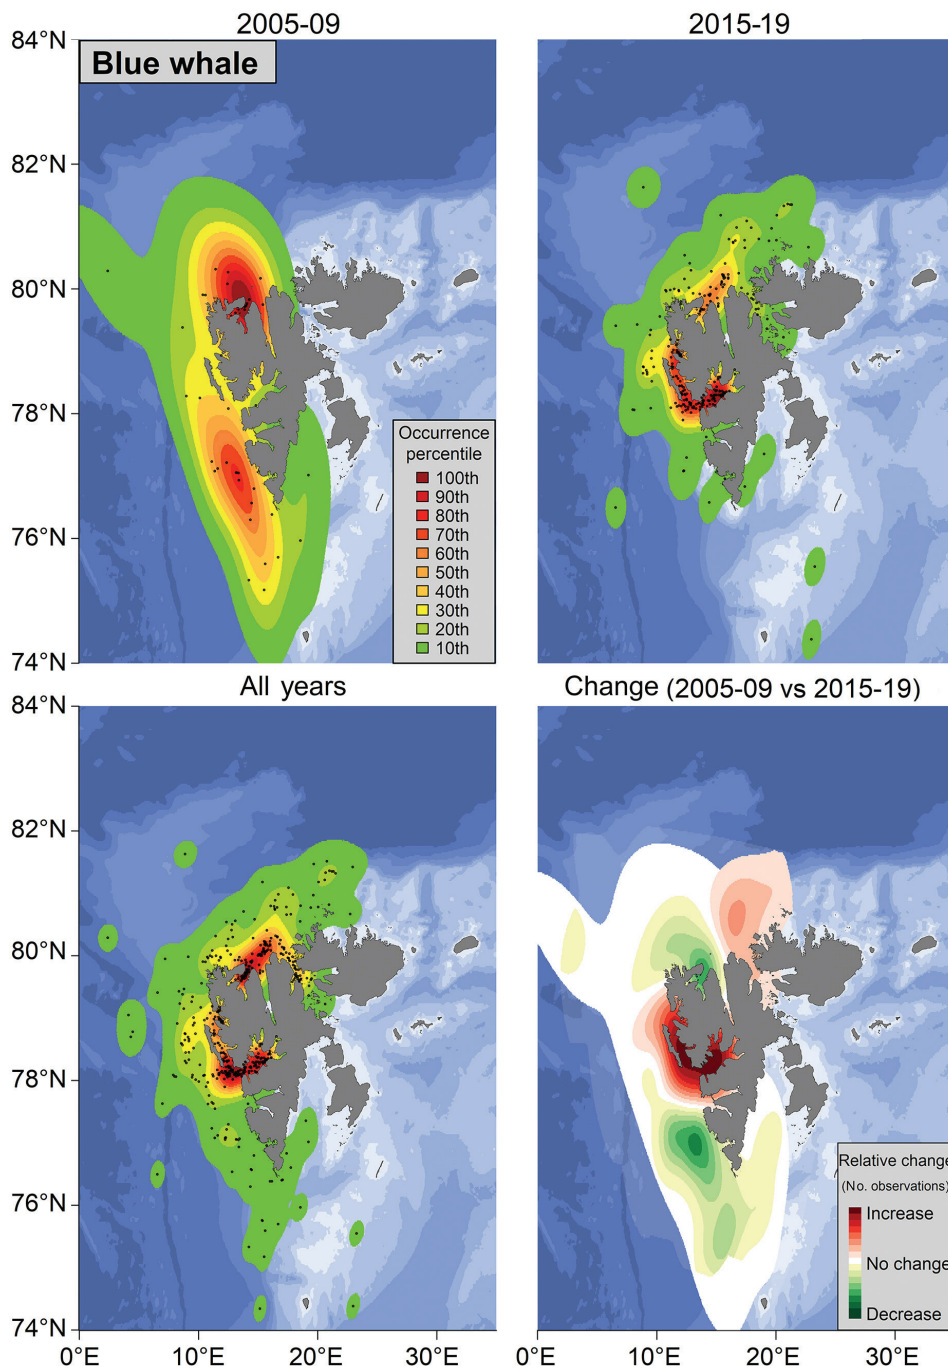 2005-09
2015-19
84°N
Blue whale
82°N
80°N
78°N
Occurrence
percentile
100th
90th
80th
70th
60th
50th
40th
30th
20th
10th
76°N
74°N
All years
Change (2005-09 vs 2015-19)
84°N
82°N
80°N
78°N
76°N
Relative change
(No. observations)
Increase
No change
Decrease
74°N
0°E
10°E
20°E
30°E
0°E
10°E
20°E
30°E